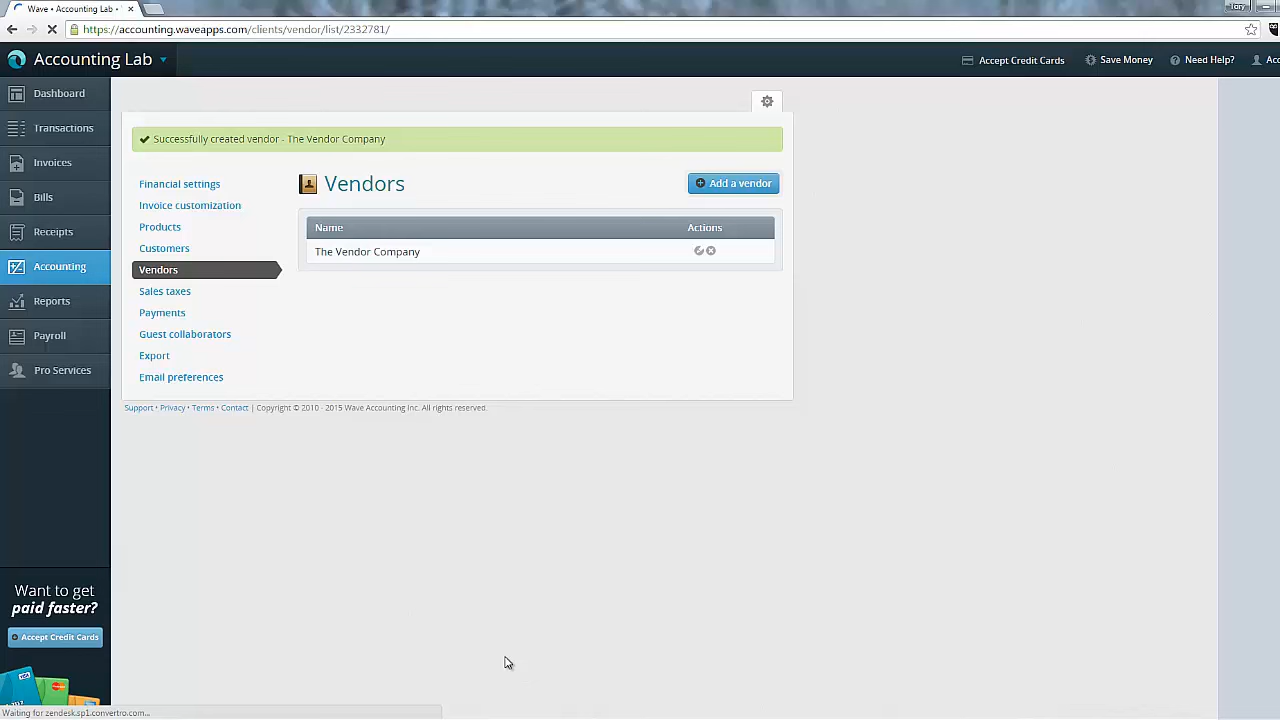 Wave • Accounting Lab •
Tory
https://accounting.waveapps.com/clients/vendor/list/2332781/
Accounting Lab
Accept Credit Cards
Save Money
Need Help?
Acc
Dashboard
Transactions
Invoices
Bills
Receipts
Accounting
Reports
Payroll
Pro Services
Successfully created vendor - The Vendor Company
Financial settings
Invoice customization
Products
Customers
Vendors
Sales taxes
Payments
Guest collaborators
Export
Email preferences
Vendors
Add a vendor
Name Actions
The Vendor Company
Support • Privacy • Terms • Contact | Copyright © 2010 - 2015 Wave Accounting Inc. All rights reserved.
Want to get
paid faster?
Accept Credit Cards
Waiting for zendesk.sp1.convertro.com...